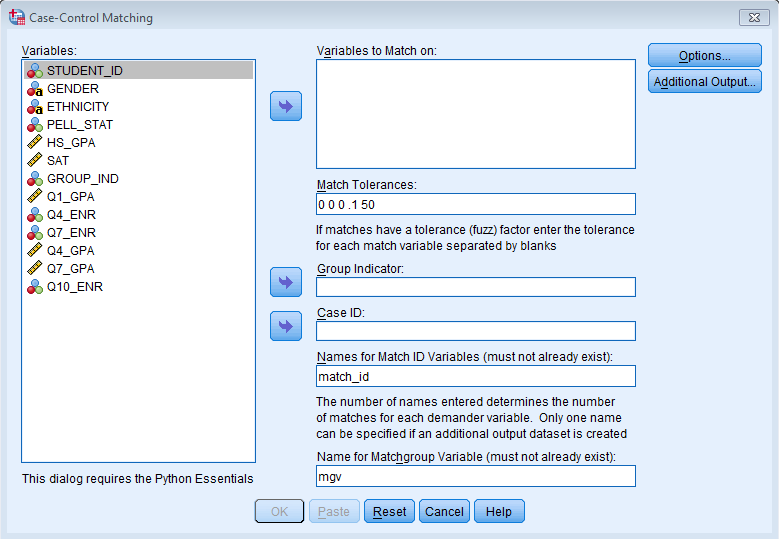 Case-Control Matching
Variables:
STUDENT_ID
GENDER
ETHNICITY
PELL_STAT
HS_GPA
SAT
GROUP_IND
Q1_GPA
Q4_ENR
Q7_ENR
Q4_GPA
Q7_GPA
Q10_ENR
This dialog requires the Python Essentials
Variables to Match on:
Match Tolerances:
0 0 0 .1 50
If matches have a tolerance (fuzz) factor enter the tolerance
for each match variable separated by blanks
Group Indicator:
Case ID:
Names for Match ID Variables (must not already exist):
match_id
The number of names entered determines the number
of matches for each demander variable.  Only one name
can be specified if an additional output dataset is created
Name for Matchgroup Variable (must not already exist):
mgv
Options...
Additional Output...
OK
Paste
Reset
Cancel
Help